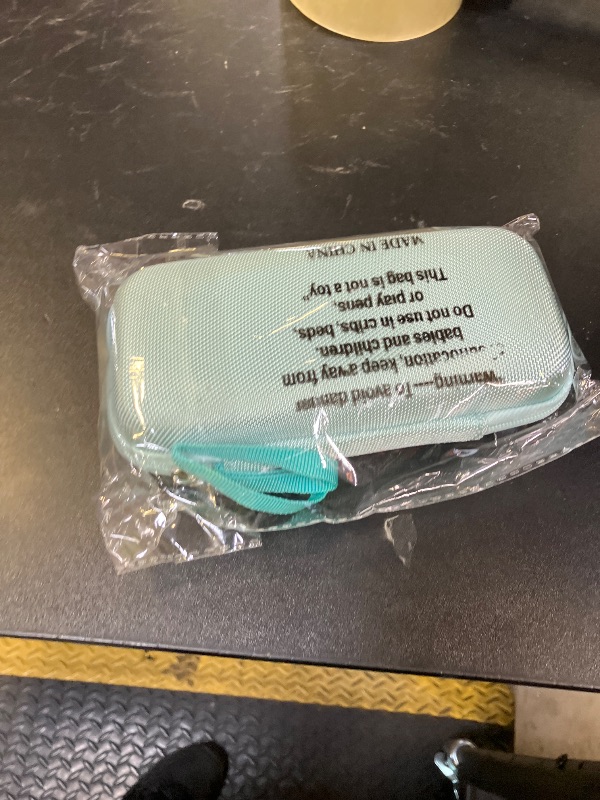 Warning—To avoid danger
suffocation, keep away from
babies and children.
Do not use in cribs, beds,
or play pens,
This bag is not a toy"
MADE IN CHINA